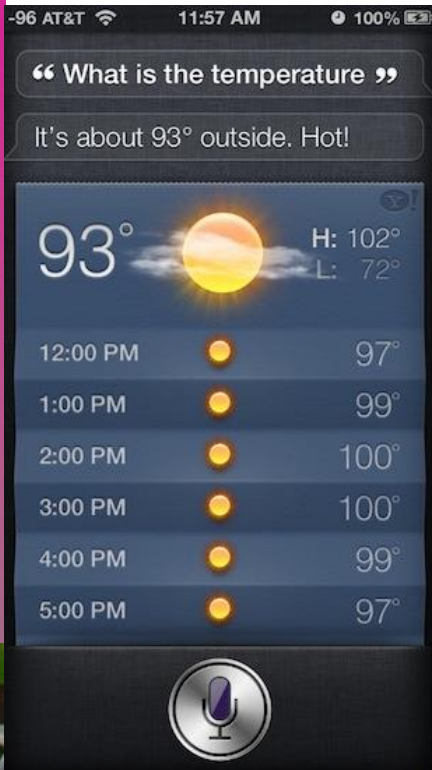 -96 AT&T 11:57 AM 100%
“ What is the temperature ”
It's about 93° outside. Hot!
Y!
93° H: 102°
L: 72°
12:00 PM 97°
1:00 PM 99°
2:00 PM 100°
3:00 PM 100°
4:00 PM 99°
5:00 PM 97°